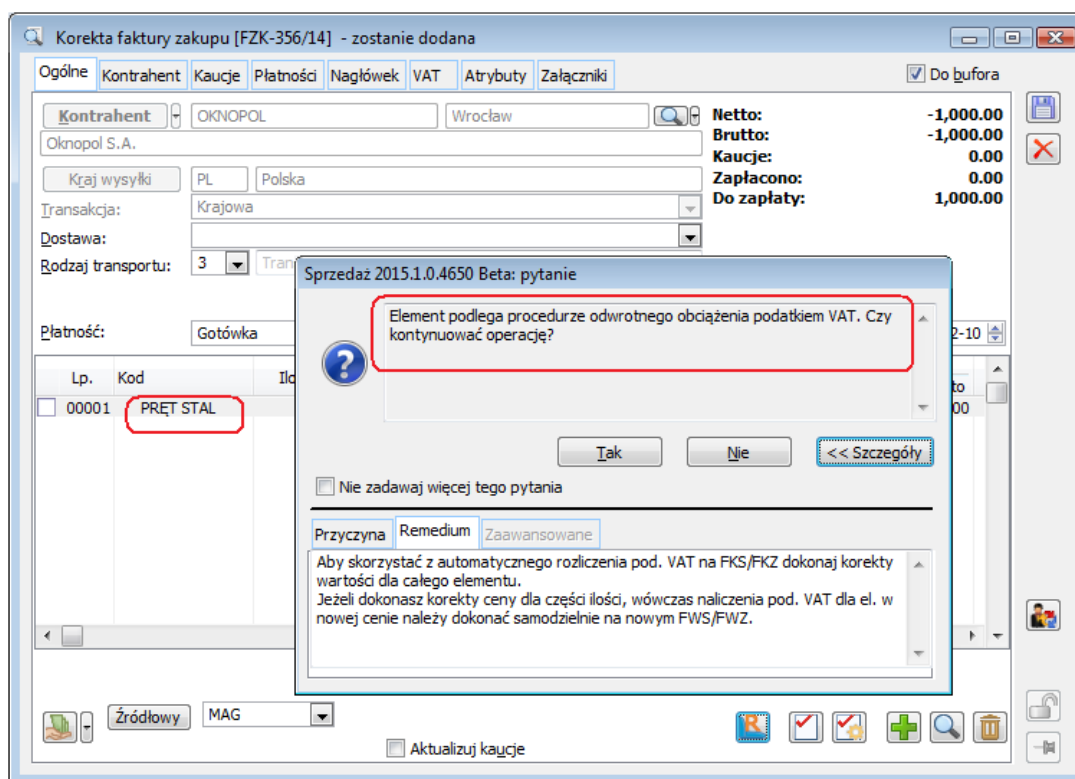 Korekta faktury zakupu [FZK-356/14] - zostanie dodana
Ogólne Kontrahent Kaucje Płatności Nagłówek VAT Atrybuty Załączniki Do bufora
Kontrahent OKNOPOL Wrocław
Oknopol S.A.
Kraj wysyłki PL Polska
Transakcja: Krajowa
Dostawa:
Rodzaj transportu: 3
Netto: -1,000.00
Brutto: -1,000.00
Kaucje: 0.00
Zapłacono: 0.00
Do zapłaty: 1,000.00
Płatność: Gotówka 2-10
Lp. Kod
00001 PRĘT STAL
Sprzedaż 2015.1.0.4650 Beta: pytanie
Element podlega procedurze odwrotnego obciążenia podatkiem VAT. Czy
kontynuować operację?
Tak Nie << Szczegóły
Nie zadawaj więcej tego pytania
Przyczyna Remedium Zaawansowane
Aby skorzystać z automatycznego rozliczenia pod. VAT na FKS/FKZ dokonaj korekty
wartości dla całego elementu.
Jeżeli dokonasz korekty ceny dla części ilości, wówczas naliczenia pod. VAT dla el. w
nowej cenie należy dokonać samodzielnie na nowym FWS/FWZ.
Źródłowy MAG
Aktualizuj kaucje